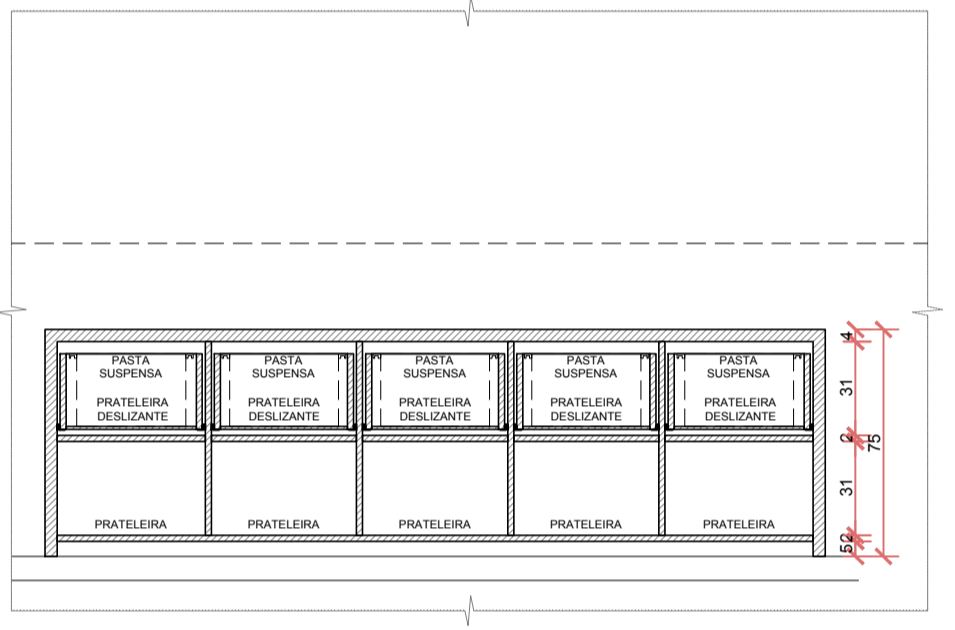 PASTA
SUSPENSA
PRATELEIRA
DESLIZANTE
PASTA
SUSPENSA
PRATELEIRA
DESLIZANTE
PASTA
SUSPENSA
PRATELEIRA
DESLIZANTE
PASTA
SUSPENSA
PRATELEIRA
DESLIZANTE
PASTA
SUSPENSA
PRATELEIRA
DESLIZANTE
PRATELEIRA
PRATELEIRA
PRATELEIRA
PRATELEIRA
PRATELEIRA
4
31
2
31
2
5
75